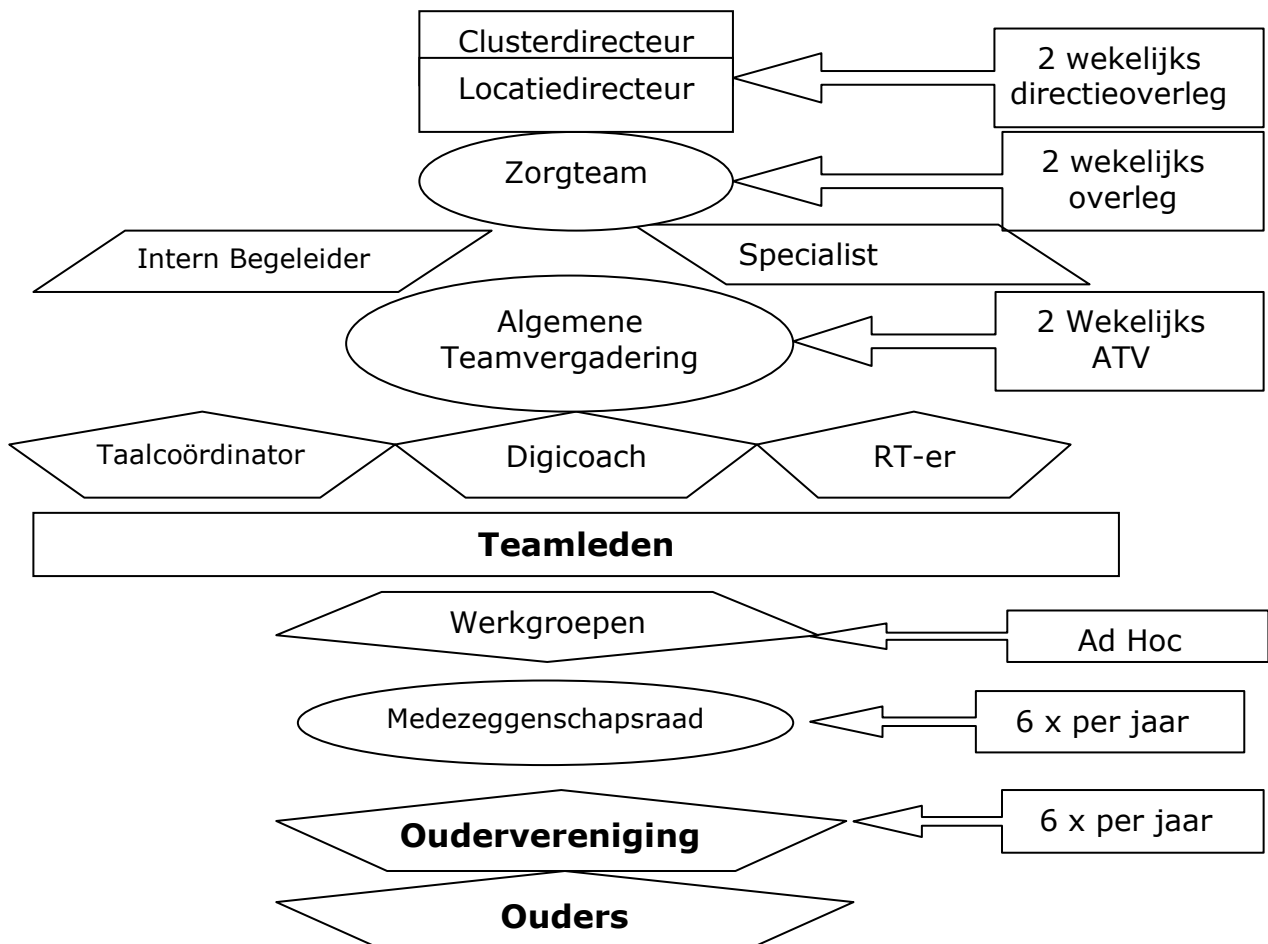 Clusterdirecteur
Locatiedirecteur
2 wekelijks
directieoverleg
Zorgteam
2 wekelijks
overleg
Intern Begeleider
Specialist
Algemene
Teamvergadering
2 Wekelijks
ATV
Taalcoördinator
Digicoach
RT-er
Teamleden
Werkgroepen
Ad Hoc
Medezeggenschapsraad
6 x per jaar
Oudervereniging
6 x per jaar
Ouders